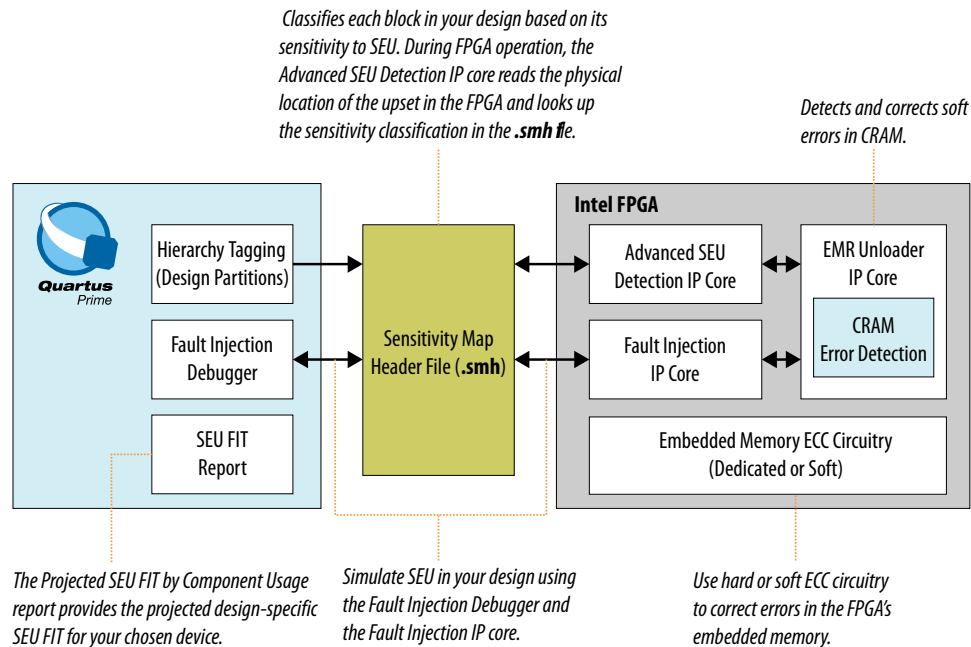 Classifies each block in your design based on its
sensitivity to SEU. During FPGA operation, the
Advanced SEU Detection IP core reads the physical
location of the upset in the FPGA and looks up
the sensitivity classification in the .smh file.
Detects and corrects soft
errors in CRAM.
Quartus
Prime
Hierarchy Tagging
(Design Partitions)
Fault Injection
Debugger
SEU FIT
Report
Sensitivity Map
Header File (.smh)
Intel FPGA
Advanced SEU
Detection IP Core
EMR Unloader
IP Core
CRAM
Error Detection
Fault Injection
IP Core
Embedded Memory ECC Circuitry
(Dedicated or Soft)
The Projected SEU FIT by Component Usage
report provides the projected design-specific
SEU FIT for your chosen device.
Simulate SEU in your design using
the Fault Injection Debugger and
the Fault Injection IP core.
Use hard or soft ECC circuitry
to correct errors in the FPGA's
embedded memory.